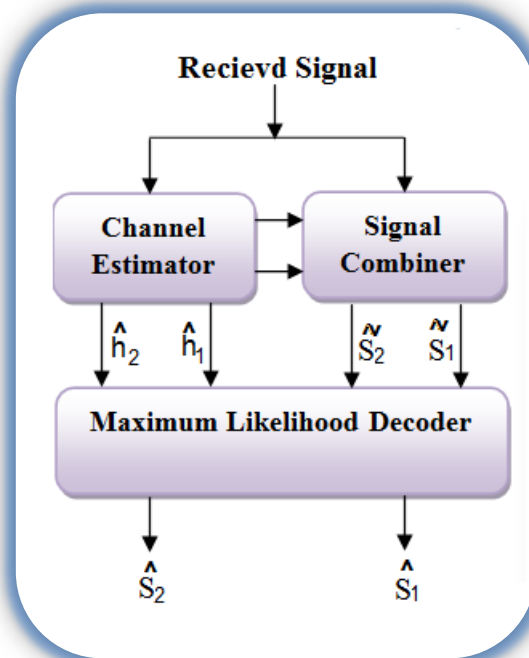 Recievd Signal
Channel Estimator
Signal Combiner
ĥ2 ĥ1 S̃2 S̃1
Maximum Likelihood Decoder
Ŝ2 Ŝ1